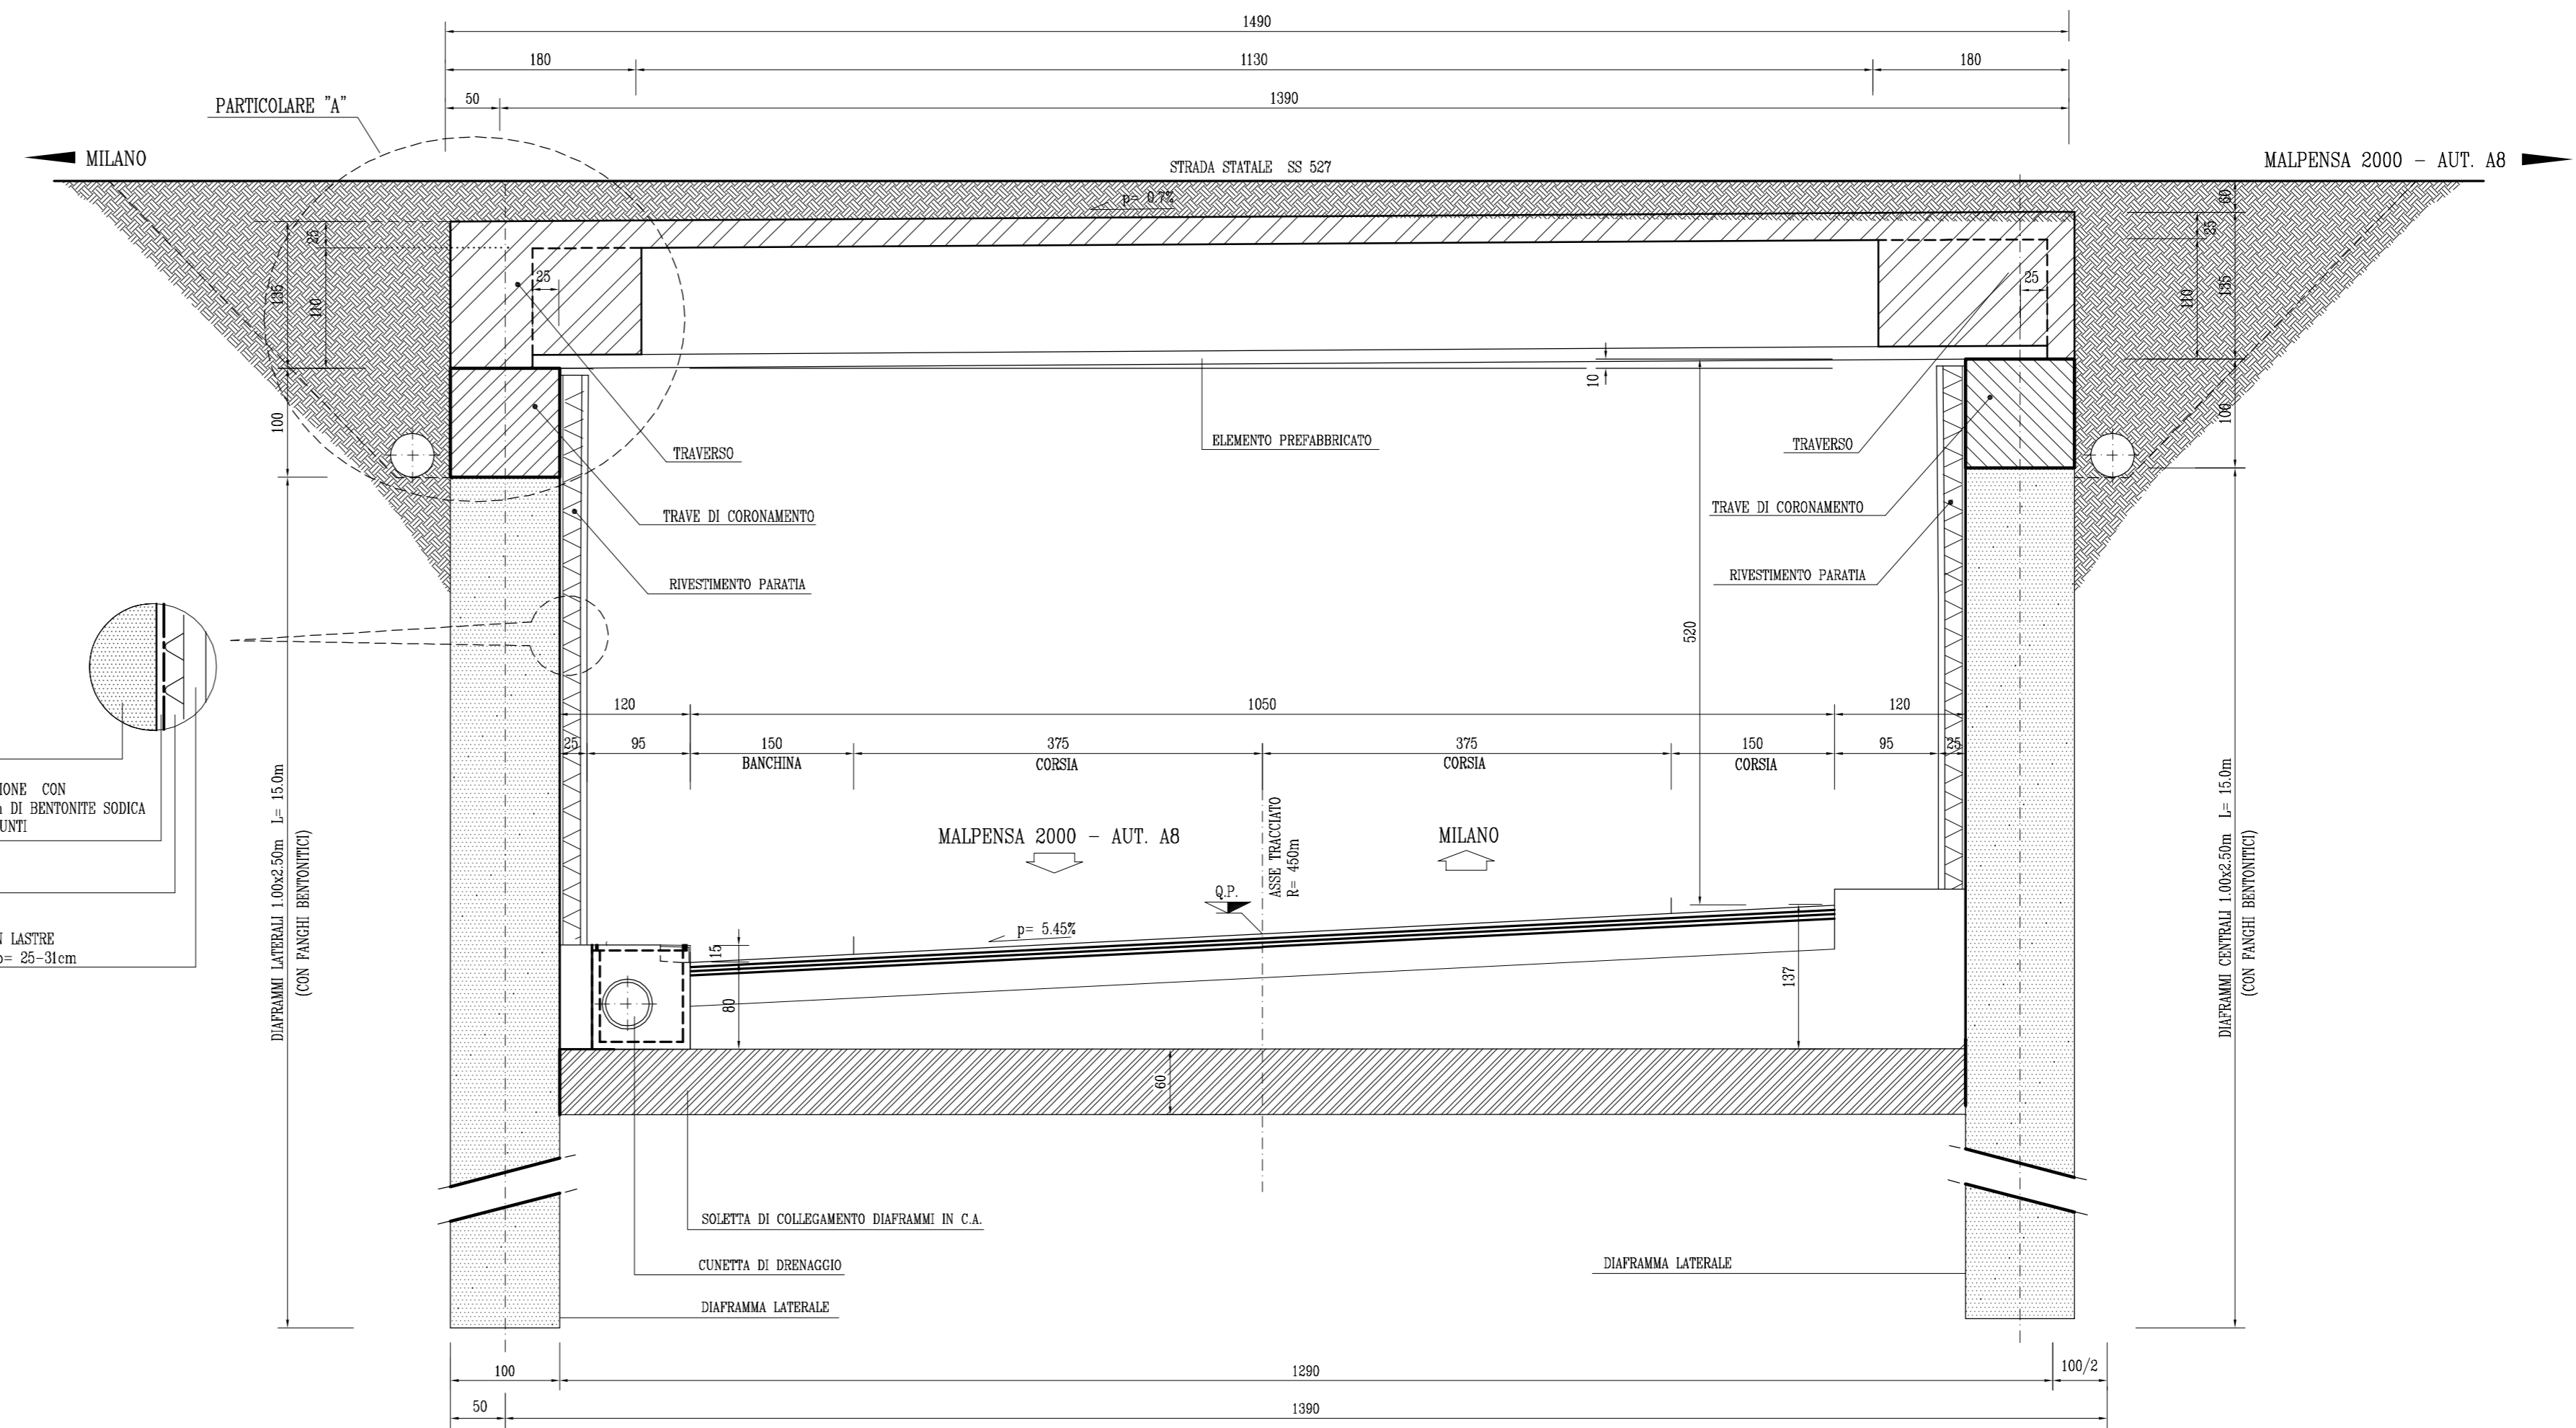 1490
180
1130
180
50
1390
PARTICOLARE "A"
MILANO
STRADA STATALE SS 527
MALPENSA 2000 - AUT. A8
p= 0.7%
60
25
135
110
25
25
35
110
135
100
10
100
TRAVERSO
ELEMENTO PREFABBRICATO
TRAVERSO
TRAVE DI CORONAMENTO
TRAVE DI CORONAMENTO
RIVESTIMENTO PARATIA
RIVESTIMENTO PARATIA
520
120
1050
120
25
95
150
375
375
150
95
25
BANCHINA
CORSIA
CORSIA
CORSIA
IONE CON
DI BENTONITE SODICA
UNTI
N LASTRE
= 25-31cm
DIAFRAMMI LATERALI 1.00x2.50m L= 15.0m
(CON FANGHI BENTONITICI)
MALPENSA 2000 - AUT. A8
MILANO
ASSE TRACCIATO
R= 450m
Q.P.
p= 5.45%
15
80
137
60
DIAFRAMMI CENTRALI 1.00x2.50m L= 15.0m
(CON FANGHI BENTONITICI)
SOLETTA DI COLLEGAMENTO DIAFRAMMI IN C.A.
CUNETTA DI DRENAGGIO
DIAFRAMMA LATERALE
DIAFRAMMA LATERALE
100
1290
100/2
50
1390